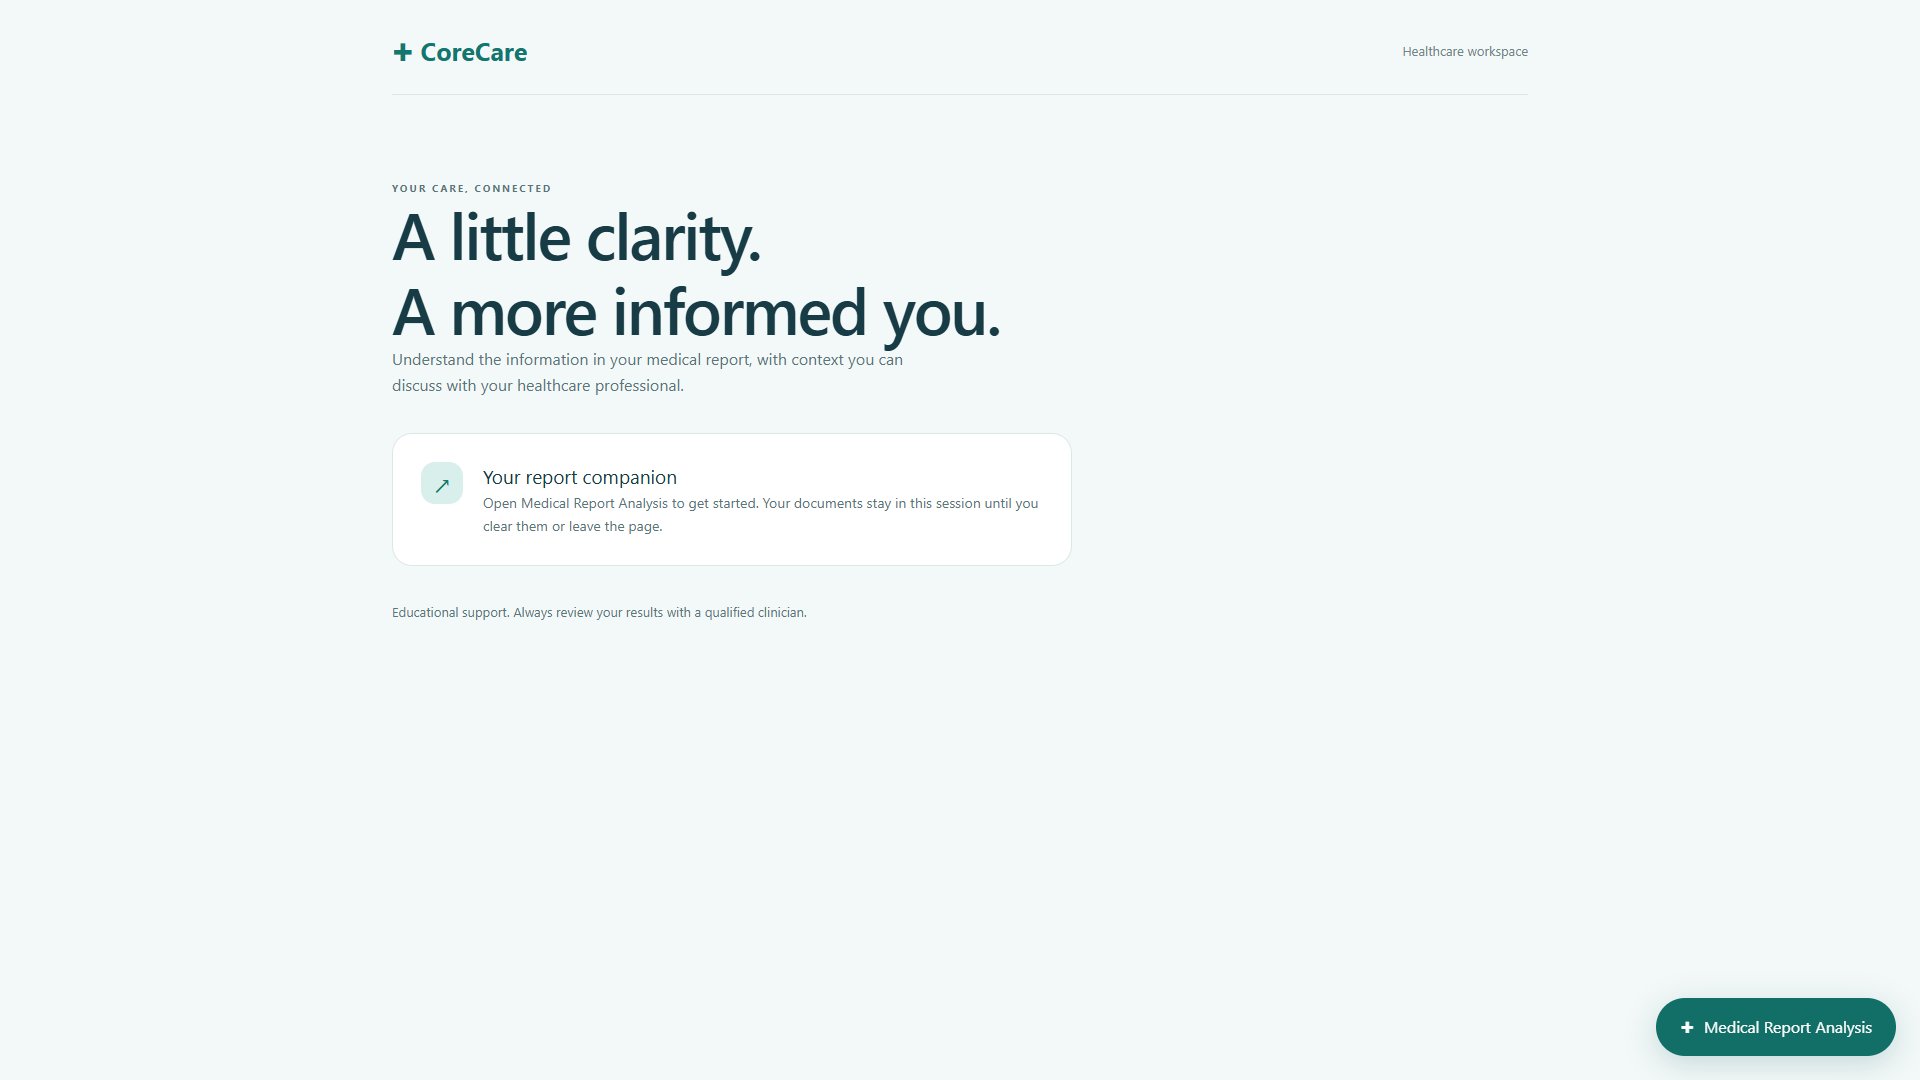 ✚ CoreCare
Healthcare workspace
YOUR CARE, CONNECTED
A little clarity.
A more informed you.
Understand the information in your medical report, with context you can
discuss with your healthcare professional.
↗
Your report companion
Open Medical Report Analysis to get started. Your documents stay in this session until you
clear them or leave the page.
Educational support. Always review your results with a qualified clinician.
✚ Medical Report Analysis